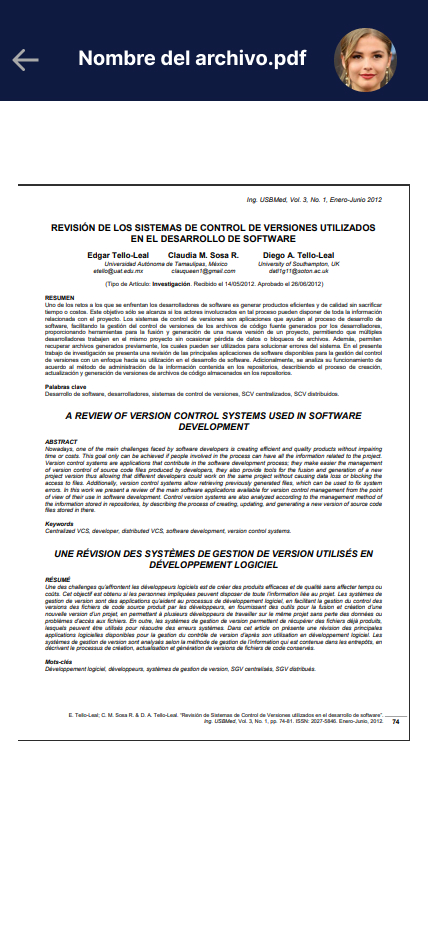 Nombre del archivo.pdf
Ing. USBMed, Vol. 3, No. 1, Enero-Junio 2012
REVISIÓN DE LOS SISTEMAS DE CONTROL DE VERSIONES UTILIZADOS
EN EL DESARROLLO DE SOFTWARE
Edgar Tello-Leal Claudia M. Sosa R. Diego A. Tello-Leal
Universidad Autónoma de Tamaulipas, México University of Southampton, UK
etello@uat.edu.mx clauqueen1@gmail.com datl1g11@soton.ac.uk
(Tipo de Artículo: Investigación. Recibido el 14/05/2012. Aprobado el 26/06/2012)
RESUMEN
Uno de los retos a los que se enfrentan los desarrolladores de software es generar productos eficientes y de calidad sin sacrificar
tiempo o costos. Este objetivo sólo se alcanza si los actores involucrados en tal proceso pueden disponer de toda la información
relacionada con el proyecto. Los sistemas de control de versiones son aplicaciones que ayudan al proceso de desarrollo de
software, facilitando la gestión del control de versiones de los archivos de código fuente generados por los desarrolladores,
proporcionando herramientas para la fusión y generación de una nueva versión de un proyecto, permitiendo que múltiples
desarrolladores trabajen en el mismo proyecto sin ocasionar pérdida de datos o bloqueos de archivos. Además, permiten
recuperar archivos generados previamente, los cuales pueden ser utilizados para solucionar errores del sistema. En el presente
trabajo de investigación se presenta una revisión de las principales aplicaciones de software disponibles para la gestión del control
de versiones con un enfoque hacia su utilización en el desarrollo de software. Adicionalmente, se analiza su funcionamiento de
acuerdo al método de administración de la información contenida en los repositorios, describiendo el proceso de creación,
actualización y generación de versiones de archivos de código almacenados en los repositorios.
Palabras clave
Desarrollo de software, desarrolladores, sistemas de control de versiones, SCV centralizados, SCV distribuidos.
A REVIEW OF VERSION CONTROL SYSTEMS USED IN SOFTWARE
DEVELOPMENT
ABSTRACT
Nowadays, one of the main challenges faced by software developers is creating efficient and quality products without impairing
time or costs. This goal only can be achieved if people involved in the process can have all the information related to the project.
Version control systems are applications that contribute in the software development process; they make easier the management
of version control of source code files produced by developers, they also provide tools for the fusion and generation of a new
project version thus allowing that different developers could work on the same project without causing data loss or blocking the
access to files. Additionally, version control systems allow retrieving previously generated files, which can be used to fix system
errors. In this work we present a review of the main software applications available for version control management from the point
of view of their use in software development. Control version systems are also analyzed according to the management method of
the information stored in repositories, by describing the process of creating, updating, and generating a new version of source code
files stored in there.
Keywords
Centralized VCS, developer, distributed VCS, software development, version control systems.
UNE RÉVISION DES SYSTÈMES DE GESTION DE VERSION UTILISÉS EN
DÉVELOPPEMENT LOGICIEL
RÉSUMÉ
Une des challenges qu'affrontent les développeurs logiciels est de créer des produits efficaces et de qualité sans affecter temps ou
coûts. Cet objectif est obtenu si les personnes impliquées peuvent disposer de toute l'information liée au projet. Les systèmes de
gestion de version sont des applications qu'aident au processus de développement logiciel, en facilitant la gestion du control des
versions des fichiers de code source produit par les développeurs, en fournissant des outils pour la fusion et création d'une
nouvelle version d'un projet, en permettant à plusieurs développeurs de travailler sur le même projet sans perte des données ou
problèmes d'accès aux fichiers. En outre, les systèmes de gestion de version permettent de récupérer des fichiers déjà produits,
lesquels peuvent être utilisés pour résoudre des erreurs systèmes. Dans cet article on présente une révision des principales
applications logicielles disponibles pour la gestion du contrôle de version d'après son utilisation en développement logiciel. Les
systèmes de gestion de version sont analysés selon la méthode de gestion de l'information qui est contenue dans les entrepôts, en
décrivant le processus de création, actualisation et génération de versions de fichiers de code conservés.
Mots-clés
Développement logiciel, développeurs, systèmes de gestion de version, SGV centralisés, SGV distribués.
E. Tello-Leal; C. M. Sosa R. & D. A. Tello-Leal. "Revisión de Sistemas de Control de Versiones utilizados en el desarrollo de software".
Ing. USBMed, Vol. 3, No. 1, pp. 74-81. ISSN: 2027-5846. Enero-Junio, 2012. 74